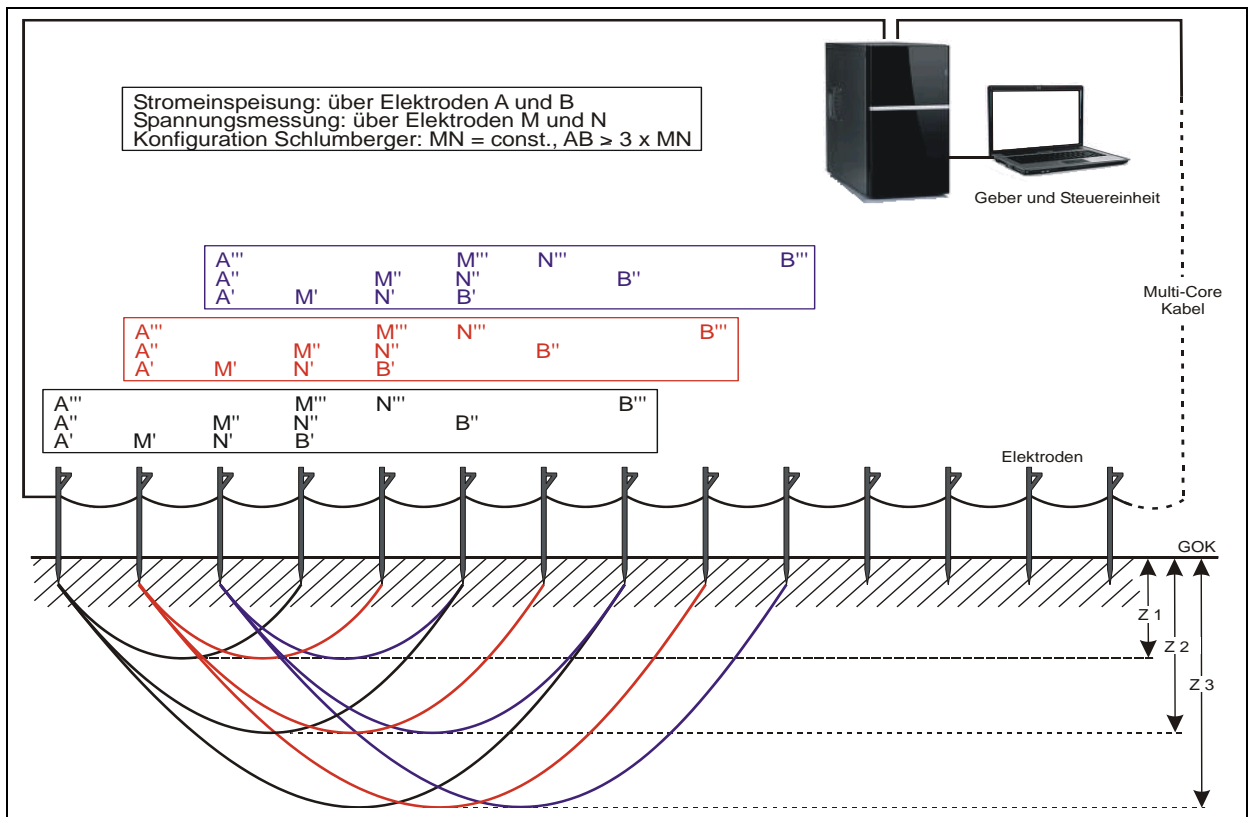 Stromeinspeisung: über Elektroden A und B
Spannungsmessung: über Elektroden M und N
Konfiguration Schlumberger: MN = const., AB ≥ 3 x MN
Geber und Steuereinheit
Multi-Core
Kabel
A''' M''' N''' B'''
A'' M'' N'' B''
A' M' N' B'
A''' M''' N''' B'''
A'' M'' N'' B''
A' M' N' B'
A''' M''' N''' B'''
A'' M'' N'' B''
A' M' N' B'
Elektroden
GOK
Z 1
Z 2
Z 3